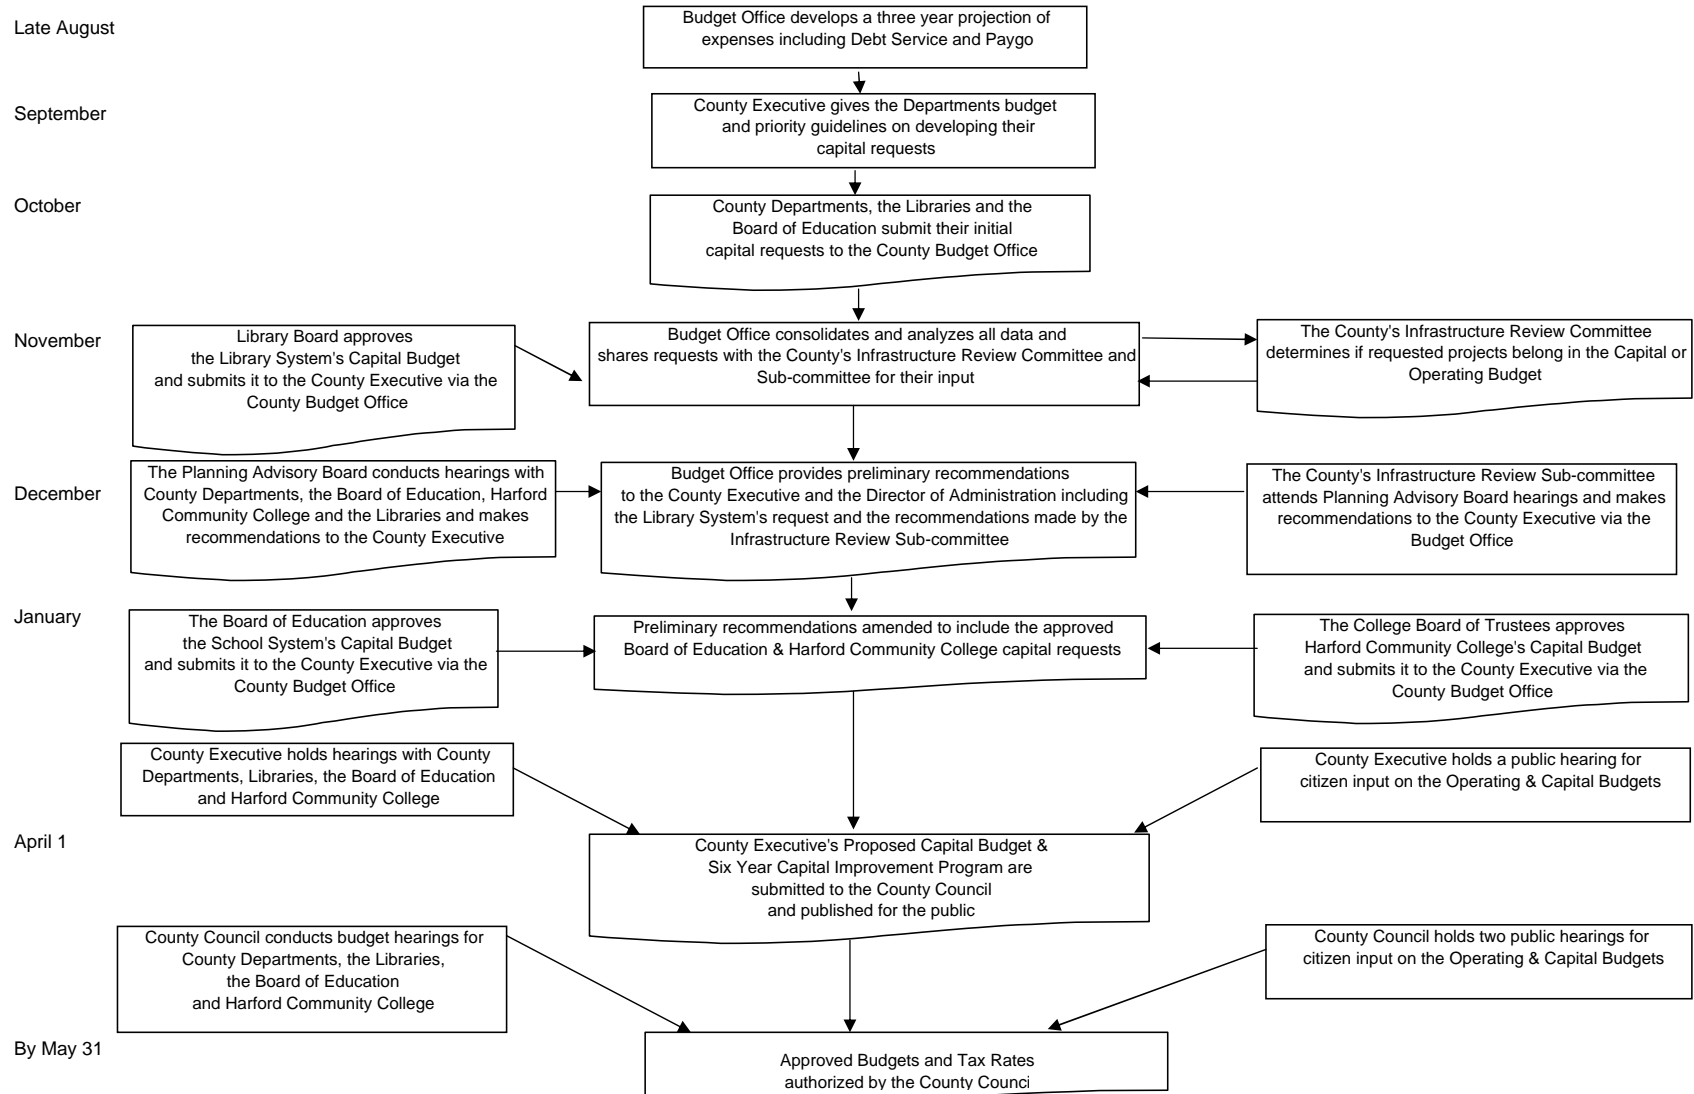 Late August
Budget Office develops a three year projection of
expenses including Debt Service and Paygo
September
County Executive gives the Departments budget
and priority guidelines on developing their
capital requests
October
County Departments, the Libraries and the
Board of Education submit their initial
capital requests to the County Budget Office
November
Library Board approves
the Library System's Capital Budget
and submits it to the County Executive via the
County Budget Office
Budget Office consolidates and analyzes all data and
shares requests with the County's Infrastructure Review Committee and
Sub-committee for their input
The County's Infrastructure Review Committee
determines if requested projects belong in the Capital or
Operating Budget
December
The Planning Advisory Board conducts hearings with
County Departments, the Board of Education, Harford
Community College and the Libraries and makes
recommendations to the County Executive
Budget Office provides preliminary recommendations
to the County Executive and the Director of Administration including
the Library System's request and the recommendations made by the
Infrastructure Review Sub-committee
The County's Infrastructure Review Sub-committee
attends Planning Advisory Board hearings and makes
recommendations to the County Executive via the
Budget Office
January
The Board of Education approves
the School System's Capital Budget
and submits it to the County Executive via the
County Budget Office
Preliminary recommendations amended to include the approved
Board of Education & Harford Community College capital requests
The College Board of Trustees approves
Harford Community College's Capital Budget
and submits it to the County Executive via the
County Budget Office
County Executive holds hearings with County
Departments, Libraries, the Board of Education
and Harford Community College
County Executive holds a public hearing for
citizen input on the Operating & Capital Budgets
April 1
County Executive's Proposed Capital Budget &
Six Year Capital Improvement Program are
submitted to the County Council
and published for the public
County Council conducts budget hearings for
County Departments, the Libraries,
the Board of Education
and Harford Community College
County Council holds two public hearings for
citizen input on the Operating & Capital Budgets
By May 31
Approved Budgets and Tax Rates
authorized by the County Counci